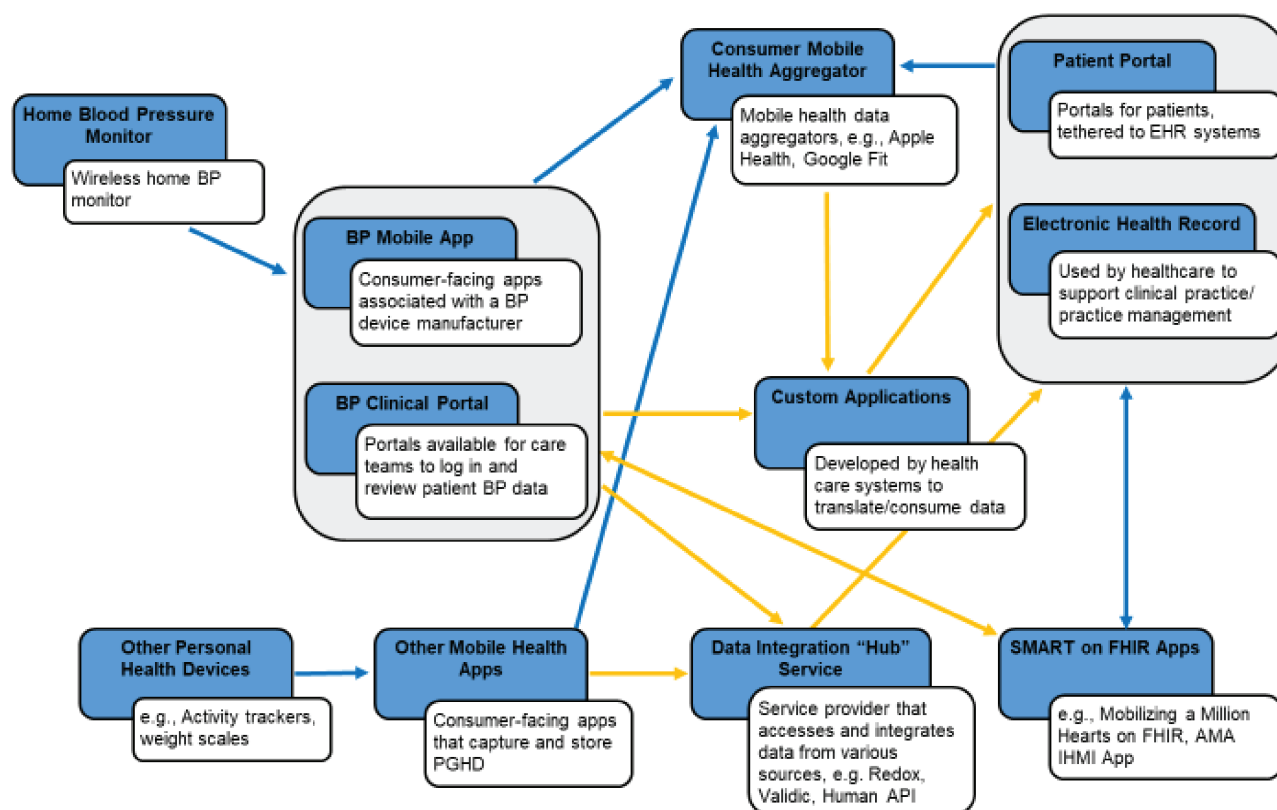 Consumer Mobile
Health Aggregator
Mobile health data
aggregators, e.g., Apple
Health, Google Fit
Patient Portal
Portals for patients,
tethered to EHR systems
Home Blood Pressure
Monitor
Wireless home BP
monitor
BP Mobile App
Consumer-facing apps
associated with a BP
device manufacturer
Electronic Health Record
Used by healthcare to
support clinical practice/
practice management
BP Clinical Portal
Portals available for care
teams to log in and
review patient BP data
Custom Applications
Developed by health
care systems to
translate/consume data
Other Personal
Health Devices
e.g., Activity trackers,
weight scales
Other Mobile Health
Apps
Consumer-facing apps
that capture and store
PGHD
Data Integration “Hub”
Service
Service provider that
accesses and integrates
data from various
sources, e.g. Redox,
Validic, Human API
SMART on FHIR Apps
e.g., Mobilizing a Million
Hearts on FHIR, AMA
IHMI App